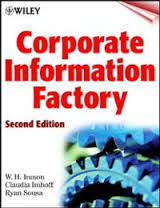 WILEY
Corporate
Information
Factory
Second Edition
W. H. Inmon
Claudia Imhoff
Ryan Sousa